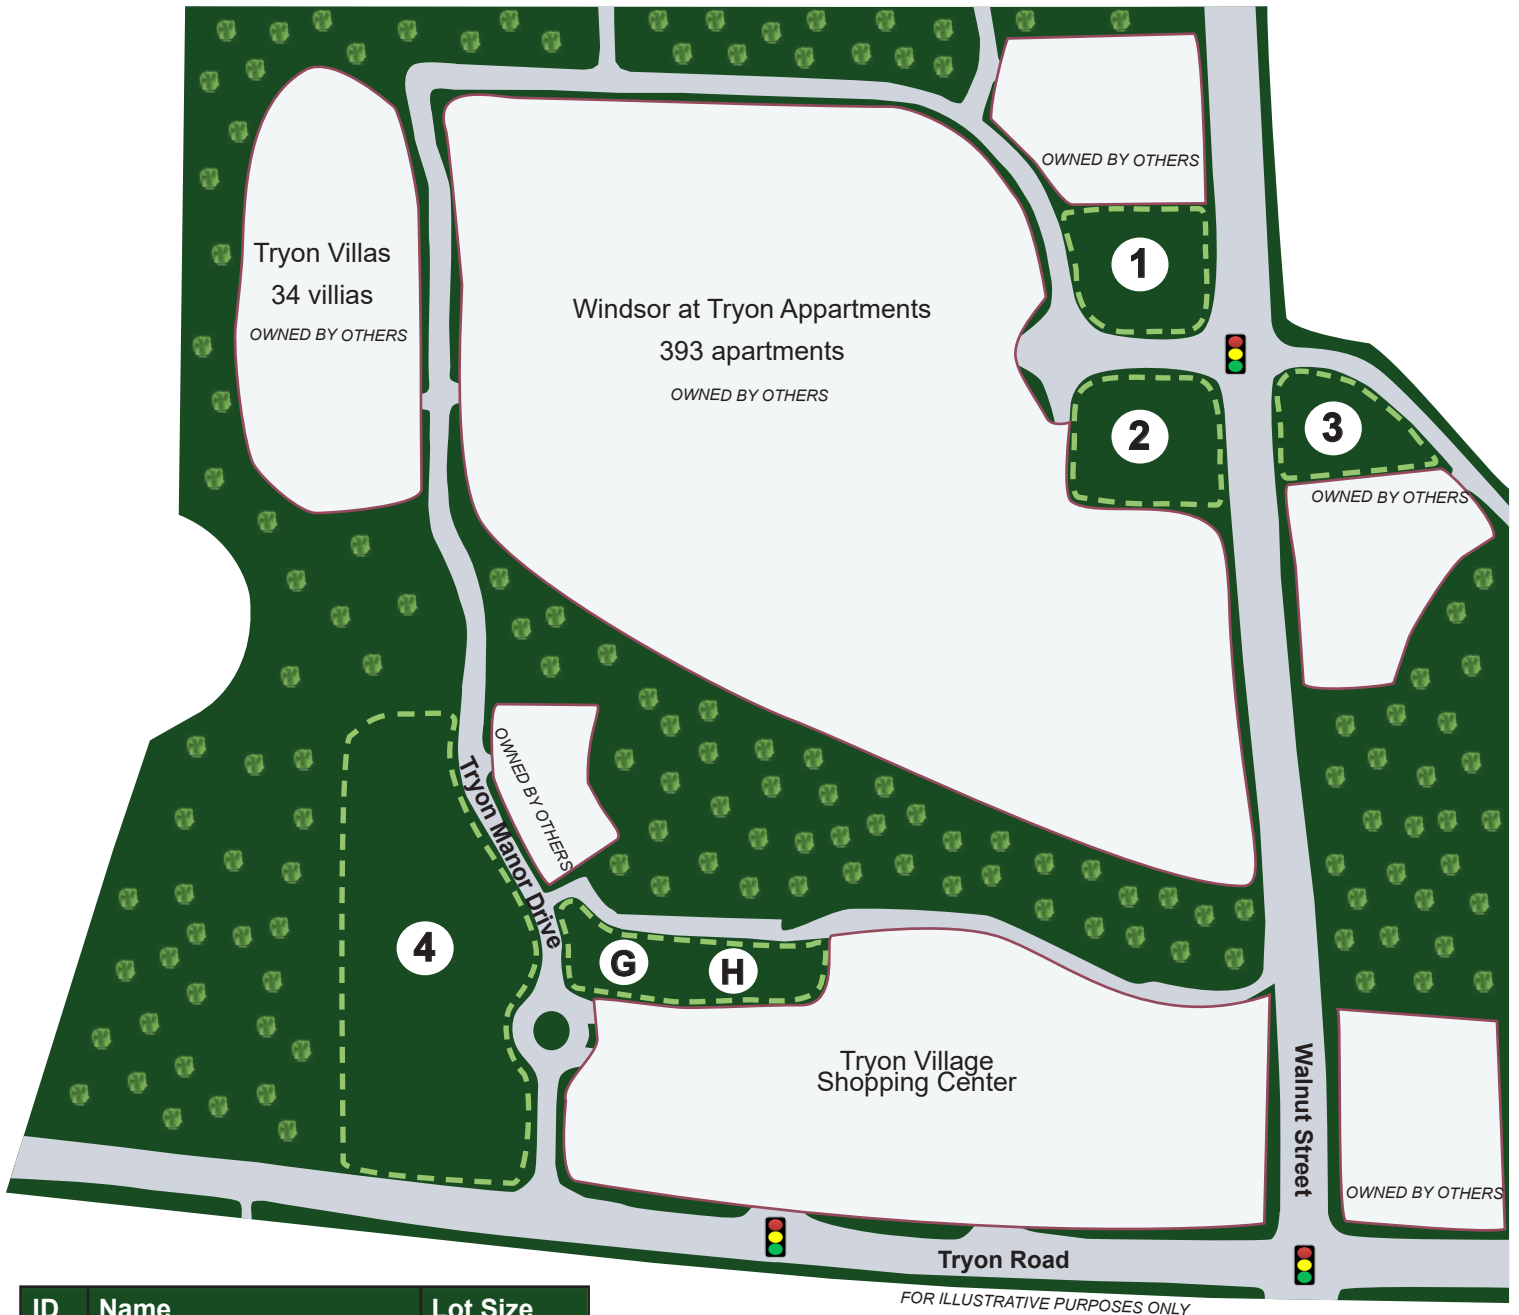 OWNED BY OTHERS
1
Tryon Villas
34 villias
OWNED BY OTHERS
Windsor at Tryon Appartments
393 apartments
OWNED BY OTHERS
2
3
OWNED BY OTHERS
OWNED BY OTHERS
Tryon Manor Drive
4
G
H
Tryon Village
Shopping Center
Walnut Street
OWNED BY OTHERS
Tryon Road
FOR ILLUSTRATIVE PURPOSES ONLY
ID Name Lot Size